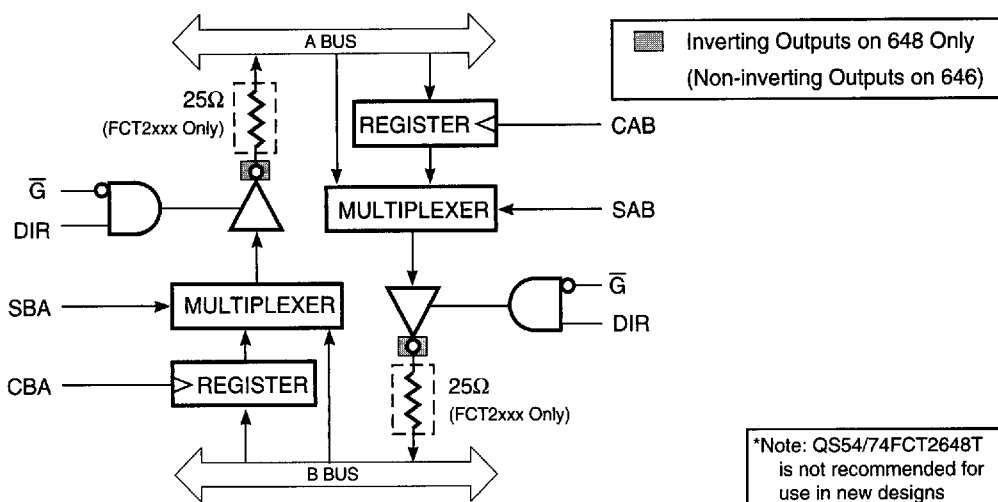 A BUS
Inverting Outputs on 648 Only
(Non-inverting Outputs on 646)
25Ω
(FCT2xxx Only)
REGISTER
CAB
G̅
DIR
MULTIPLEXER
SAB
SBA
MULTIPLEXER
G̅
DIR
CBA
REGISTER
25Ω
(FCT2xxx Only)
B BUS
*Note: QS54/74FCT2648T
is not recommended for
use in new designs